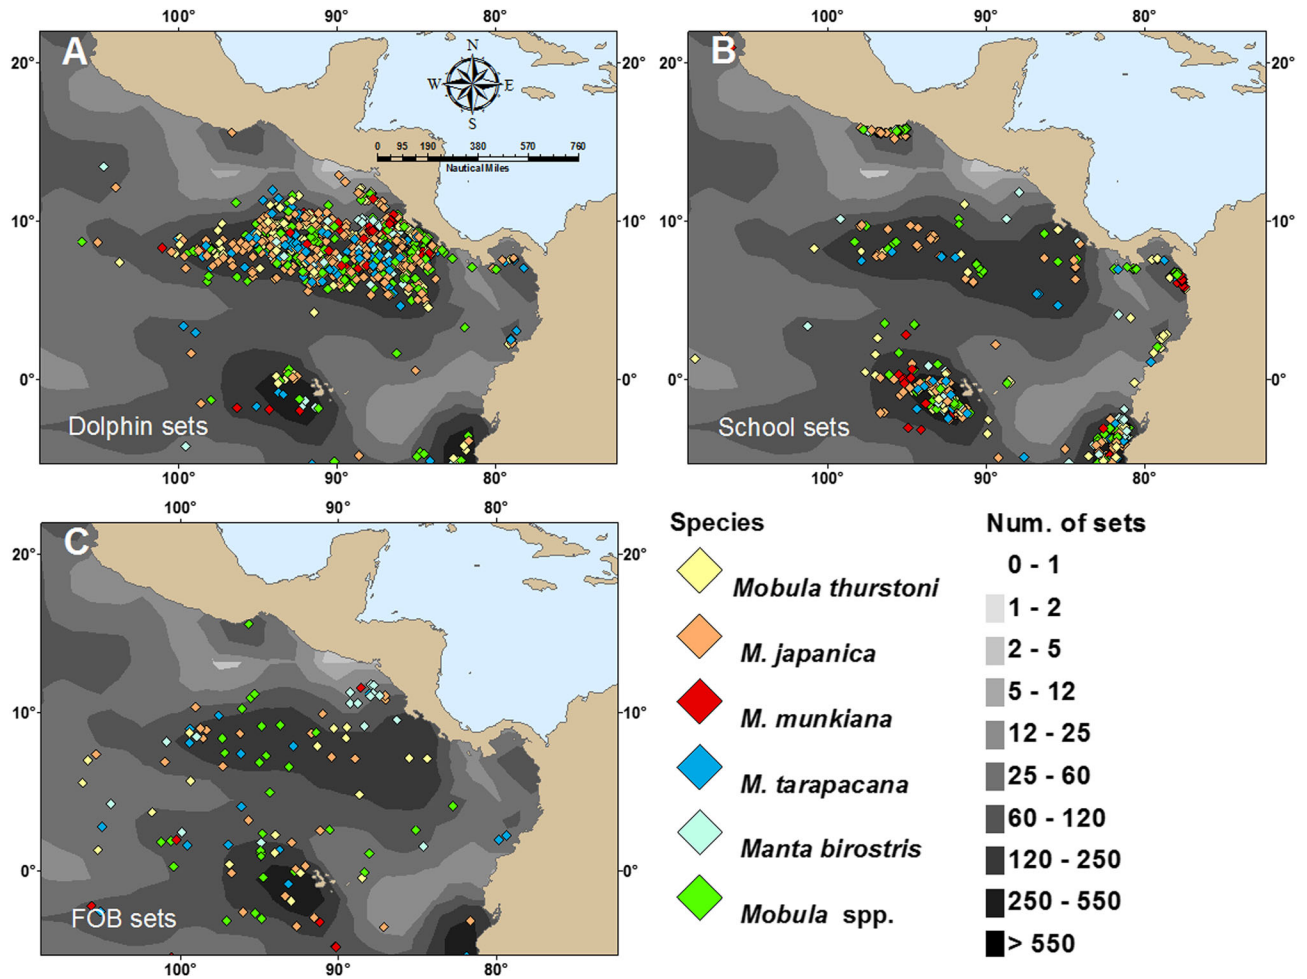 100° 90° 80°
100° 90° 80°
A
B
N
W E
S
20°
20°
0 95 190 380 570 760
Nautical Miles
10°
10°
10°
0°
0°
0°
Dolphin sets
School sets
100° 90° 80°
100° 90° 80°
100° 90° 80°
C
20°
20°
10°
10°
0°
0°
FOB sets
100° 90° 80°
Species
Mobula thurstoni
M. japanica
M. munkiana
M. tarapacana
Manta birostris
Mobula spp.
Num. of sets
0 - 1
1 - 2
2 - 5
5 - 12
12 - 25
25 - 60
60 - 120
120 - 250
250 - 550
> 550